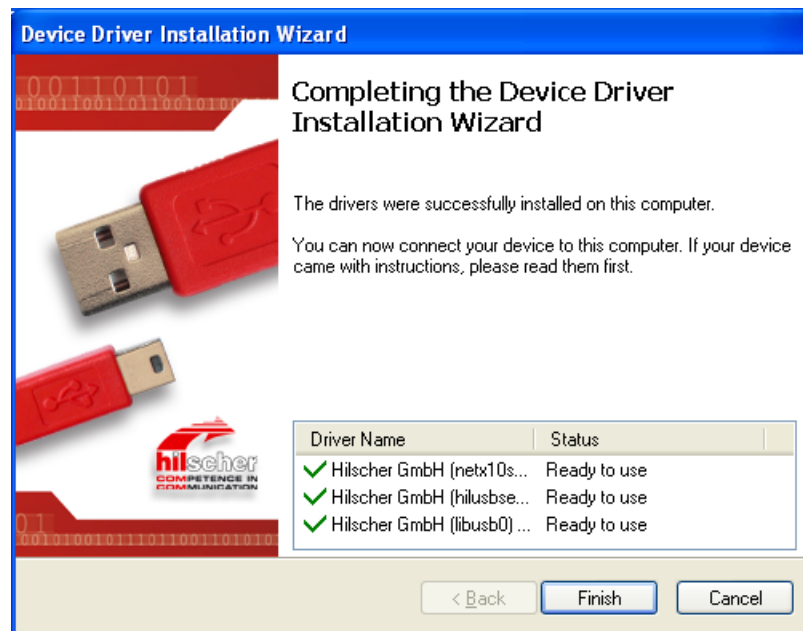 Device Driver Installation Wizard
00110101
Completing the Device Driver
Installation Wizard
The drivers were successfully installed on this computer.
You can now connect your device to this computer. If your device
came with instructions, please read them first.
hilscher
COMPETENCE IN
COMMUNICATION
Driver Name Status
Hilscher GmbH (netx10s... Ready to use
Hilscher GmbH (hilusbse... Ready to use
Hilscher GmbH (libusb0) ... Ready to use
01
< Back Finish Cancel